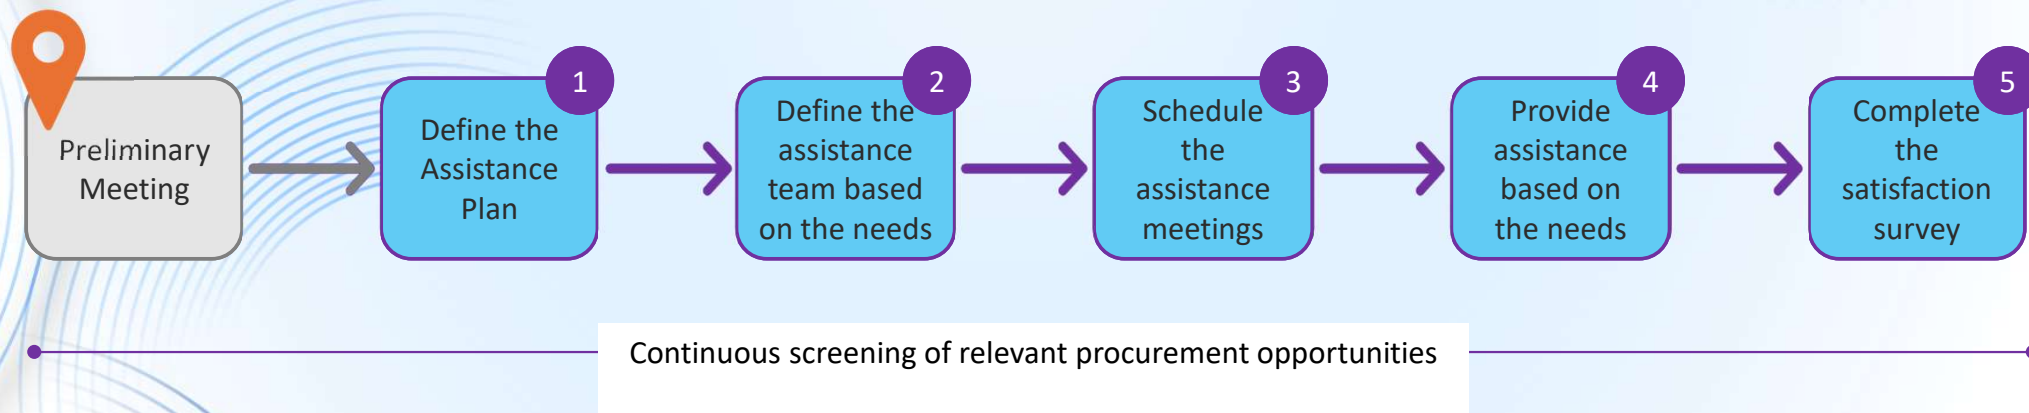 Preliminary
Meeting
1
Define the
Assistance
Plan
2
Define the
assistance
team based
on the needs
3
Schedule
the
assistance
meetings
4
Provide
assistance
based on
the needs
5
Complete
the
satisfaction
survey
Continuous screening of relevant procurement opportunities